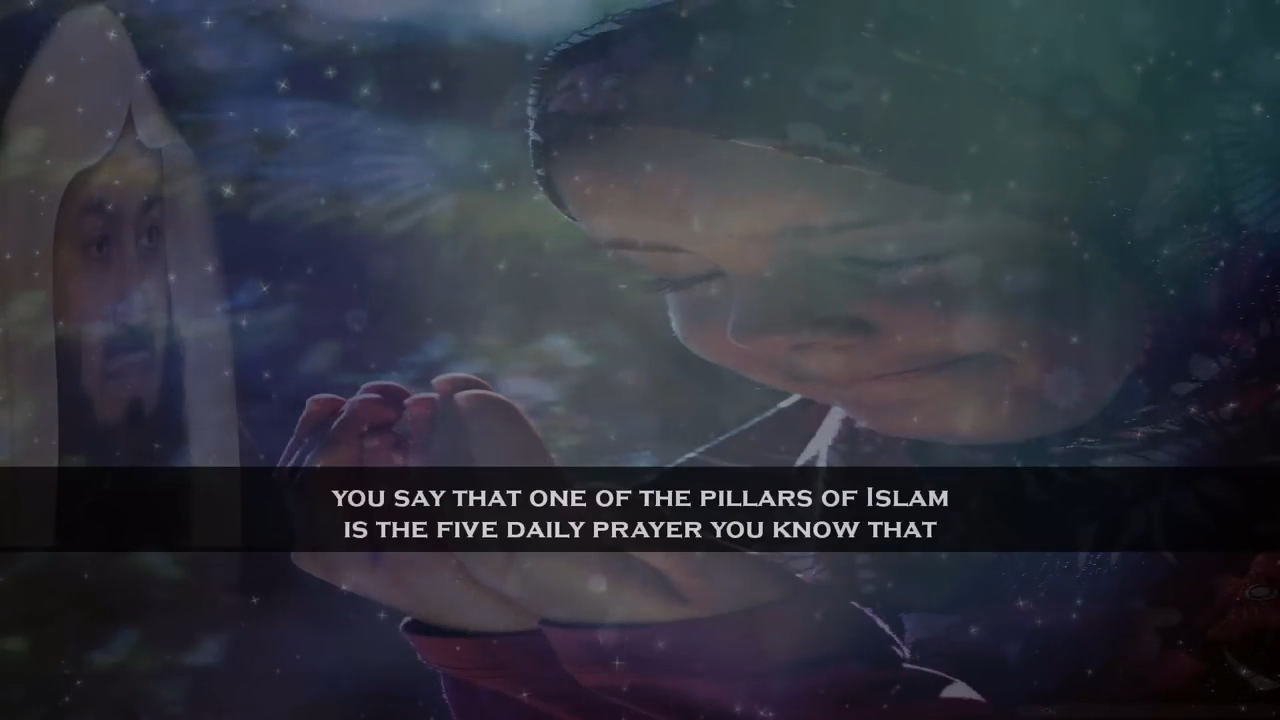 YOU SAY THAT ONE OF THE PILLARS OF ISLAM
IS THE FIVE DAILY PRAYER YOU KNOW THAT